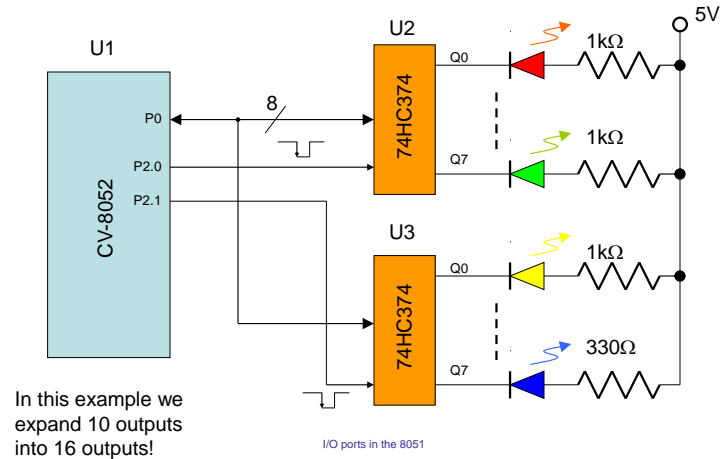 5V
U1
U2
1kΩ
Q0
8
P0
74HC374
1kΩ
P2.0
Q7
P2.1
CV-8052
U3
1kΩ
Q0
74HC374
330Ω
Q7
In this example we
expand 10 outputs
into 16 outputs!
I/O ports in the 8051